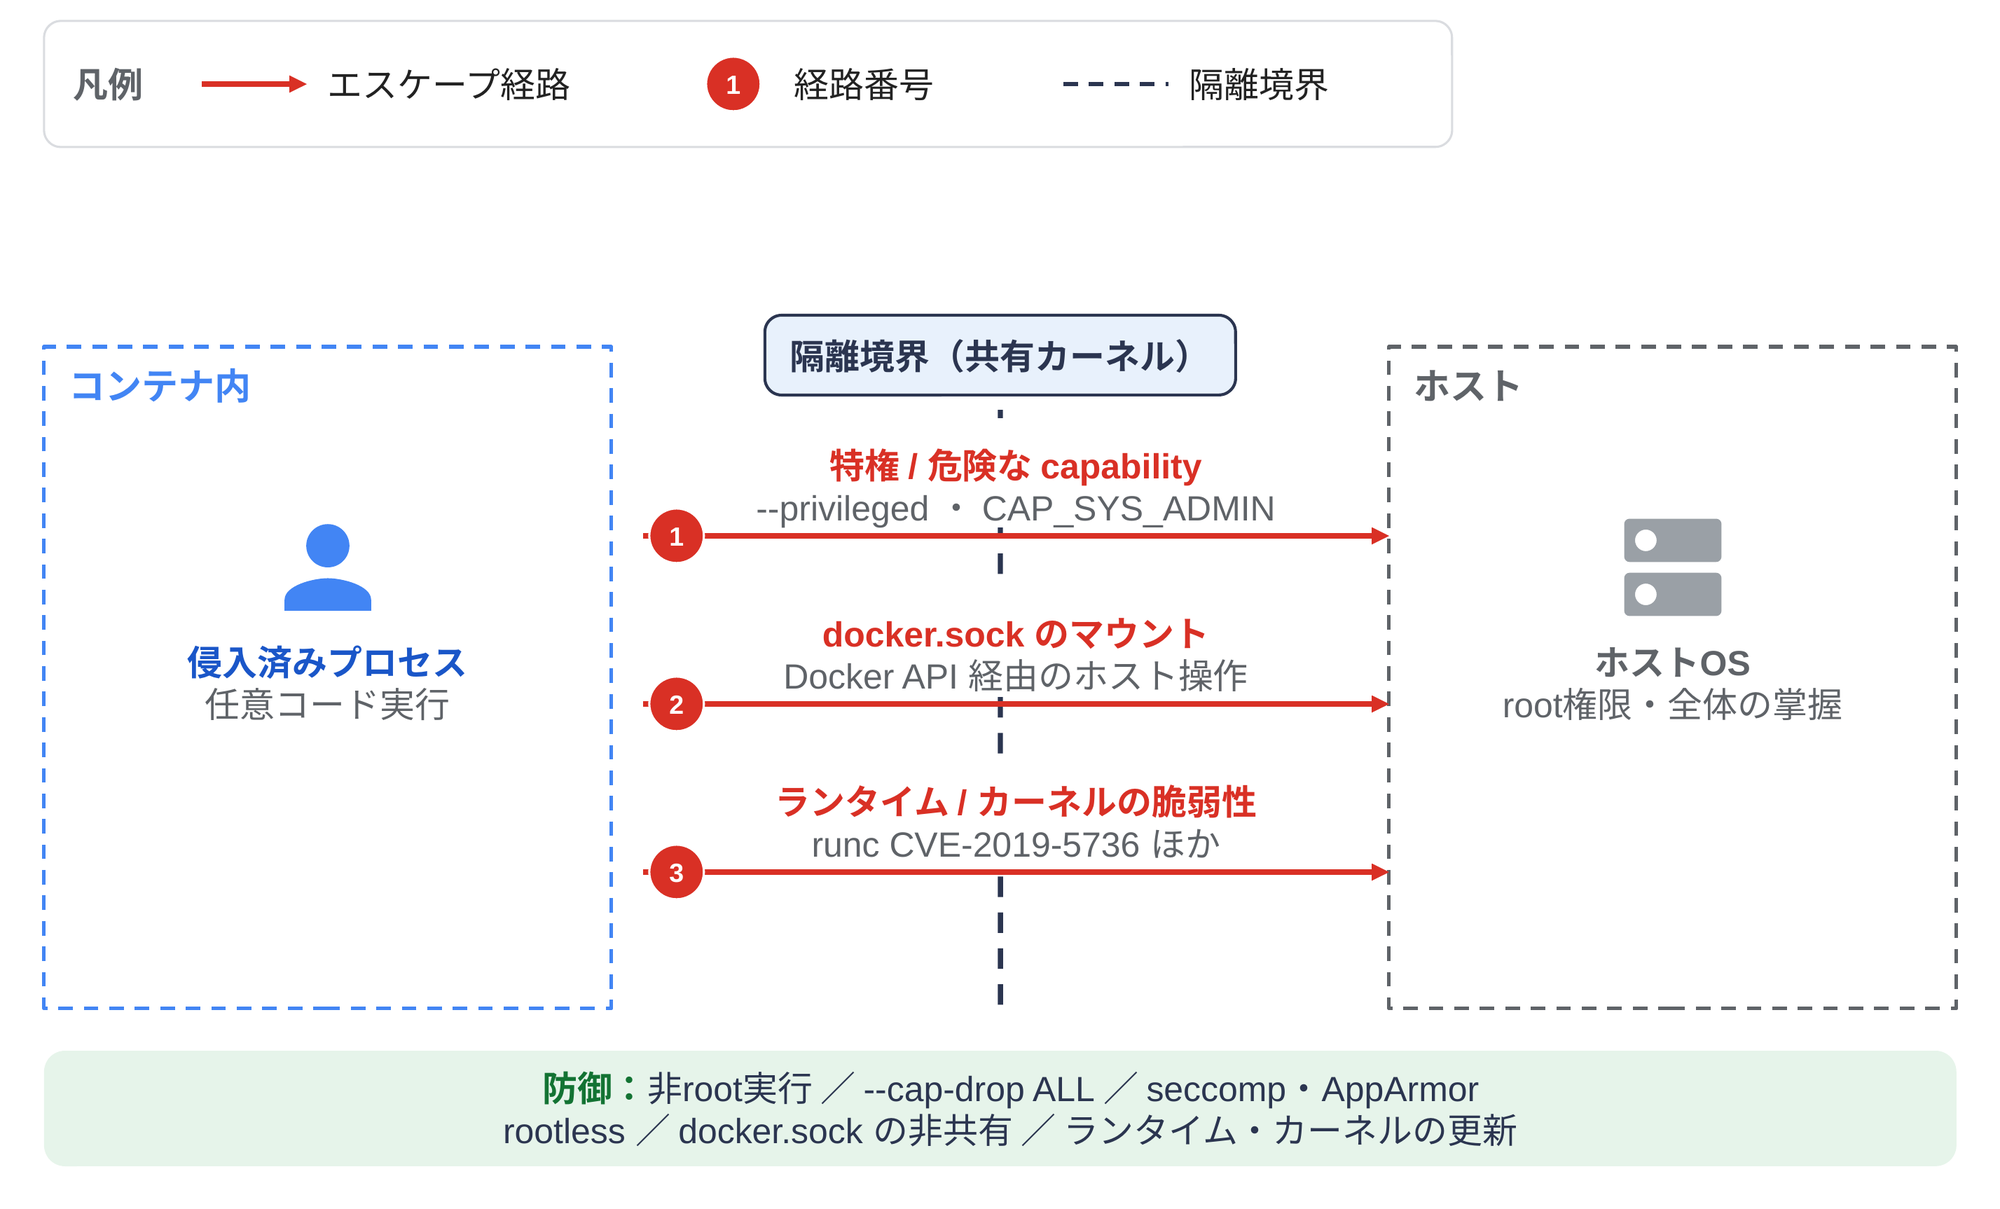 凡例
エスケープ経路
1
経路番号
隔離境界
隔離境界（共有カーネル）
コンテナ内
侵入済みプロセス
任意コード実行
特権 / 危険な capability
--privileged ・ CAP_SYS_ADMIN
1
docker.sock のマウント
Docker API 経由のホスト操作
2
ランタイム / カーネルの脆弱性
runc CVE-2019-5736 ほか
3
ホスト
ホストOS
root権限・全体の掌握
防御：非root実行 ／ --cap-drop ALL ／ seccomp・AppArmor
rootless ／ docker.sock の非共有 ／ ランタイム・カーネルの更新